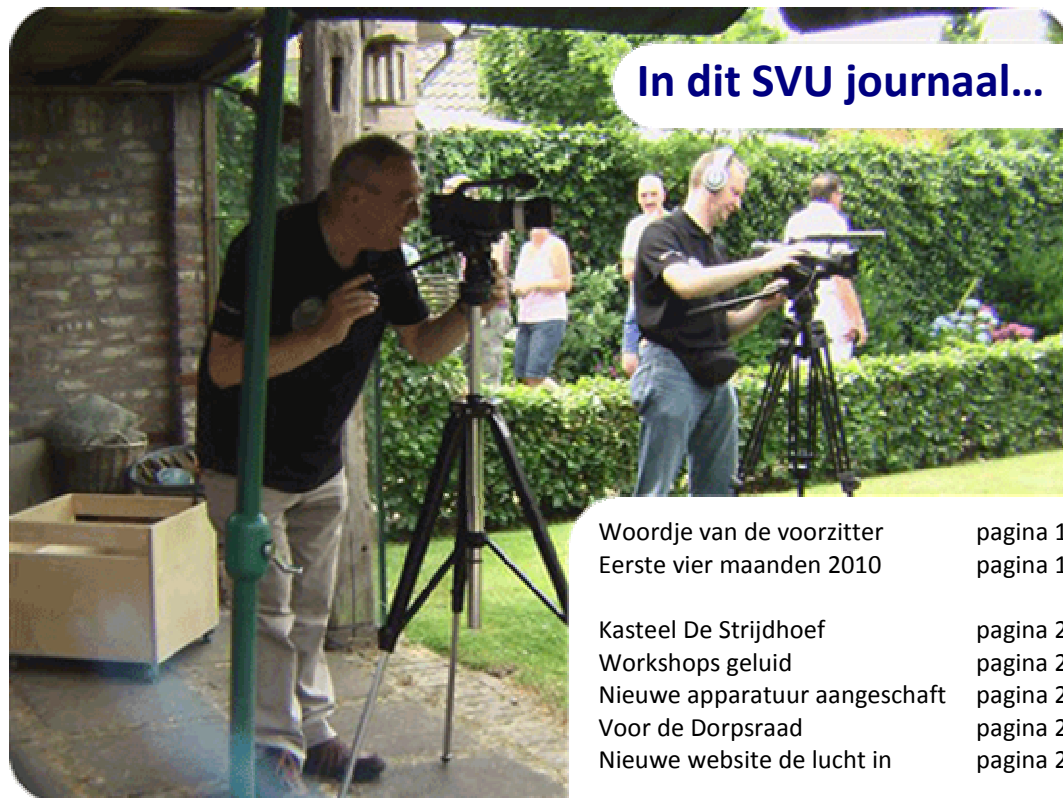 In dit SVU journaal...
Woordje van de voorzitter pagina 1
Eerste vier maanden 2010 pagina 1
Kasteel De Strijdhoef pagina 2
Workshops geluid pagina 2
Nieuwe apparatuur aangeschaft pagina 2
Voor de Dorpsraad pagina 2
Nieuwe website de lucht in pagina 2